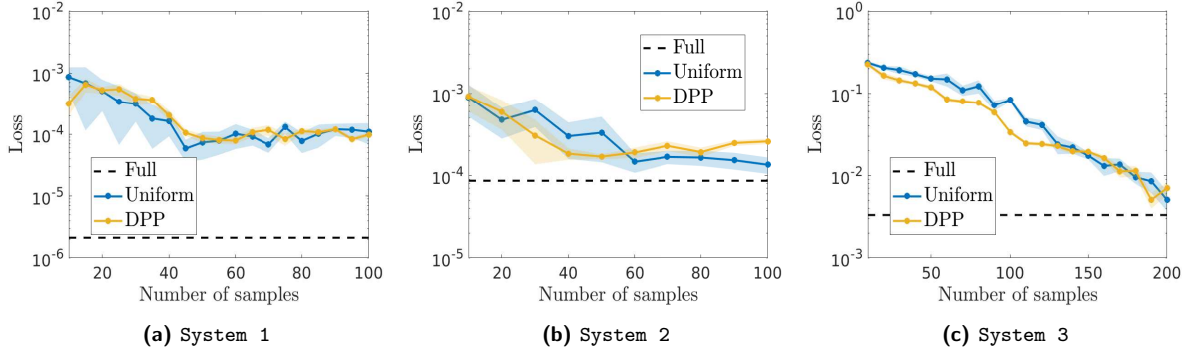 10^-2
10^-3
10^-4
10^-5
10^-6
Loss
Full
Uniform
DPP
20 40 60 80 100
Number of samples
(a) System 1
10^-2
10^-3
10^-4
10^-5
Loss
Full
Uniform
DPP
20 40 60 80 100
Number of samples
(b) System 2
10^0
10^-1
10^-2
10^-3
Loss
Full
Uniform
DPP
50 100 150 200
Number of samples
(c) System 3